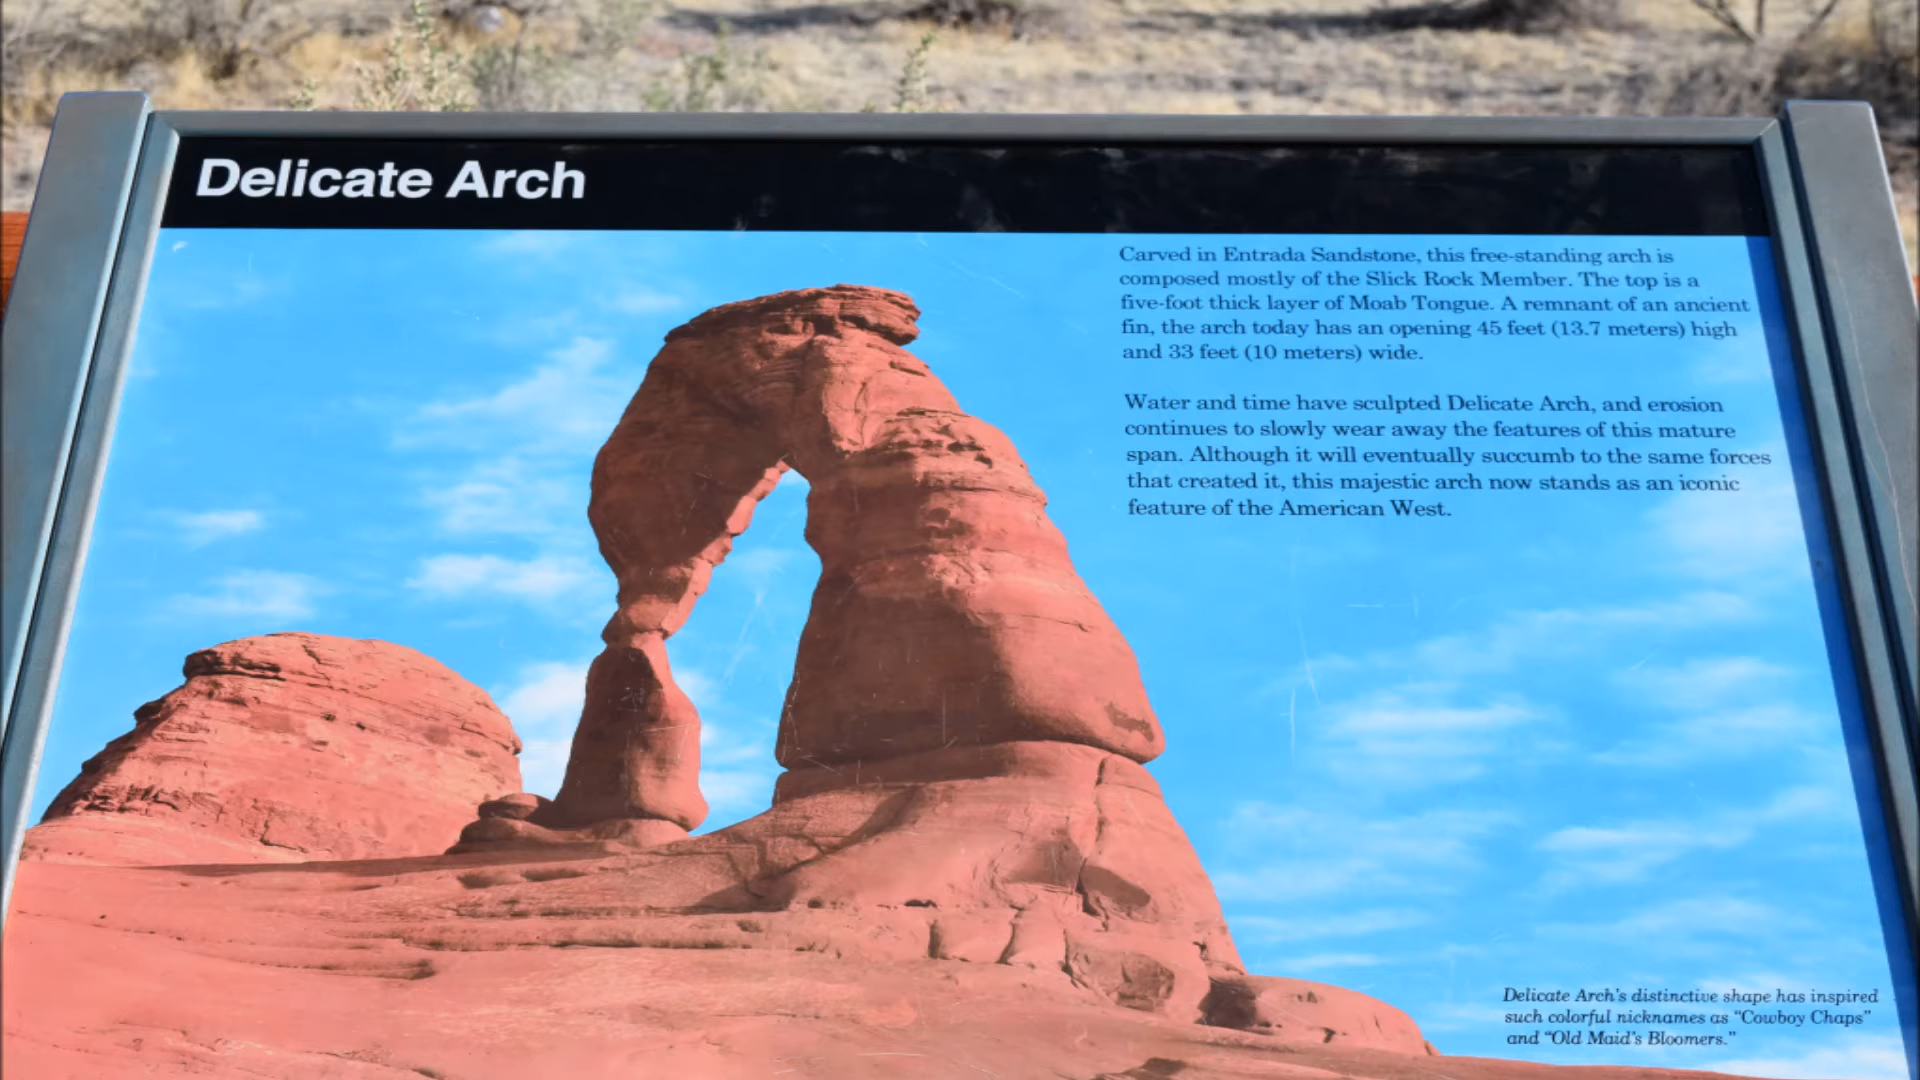 Delicate Arch
Carved in Entrada Sandstone, this free-standing arch is
composed mostly of the Slick Rock Member. The top is a
five-foot thick layer of Moab Tongue. A remnant of an ancient
fin, the arch today has an opening 45 feet (13.7 meters) high
and 33 feet (10 meters) wide.
Water and time have sculpted Delicate Arch, and erosion
continues to slowly wear away the features of this mature
span. Although it will eventually succumb to the same forces
that created it, this majestic arch now stands as an iconic
feature of the American West.
Delicate Arch's distinctive shape has inspired
such colorful nicknames as "Cowboy Chaps"
and "Old Maid's Bloomers."